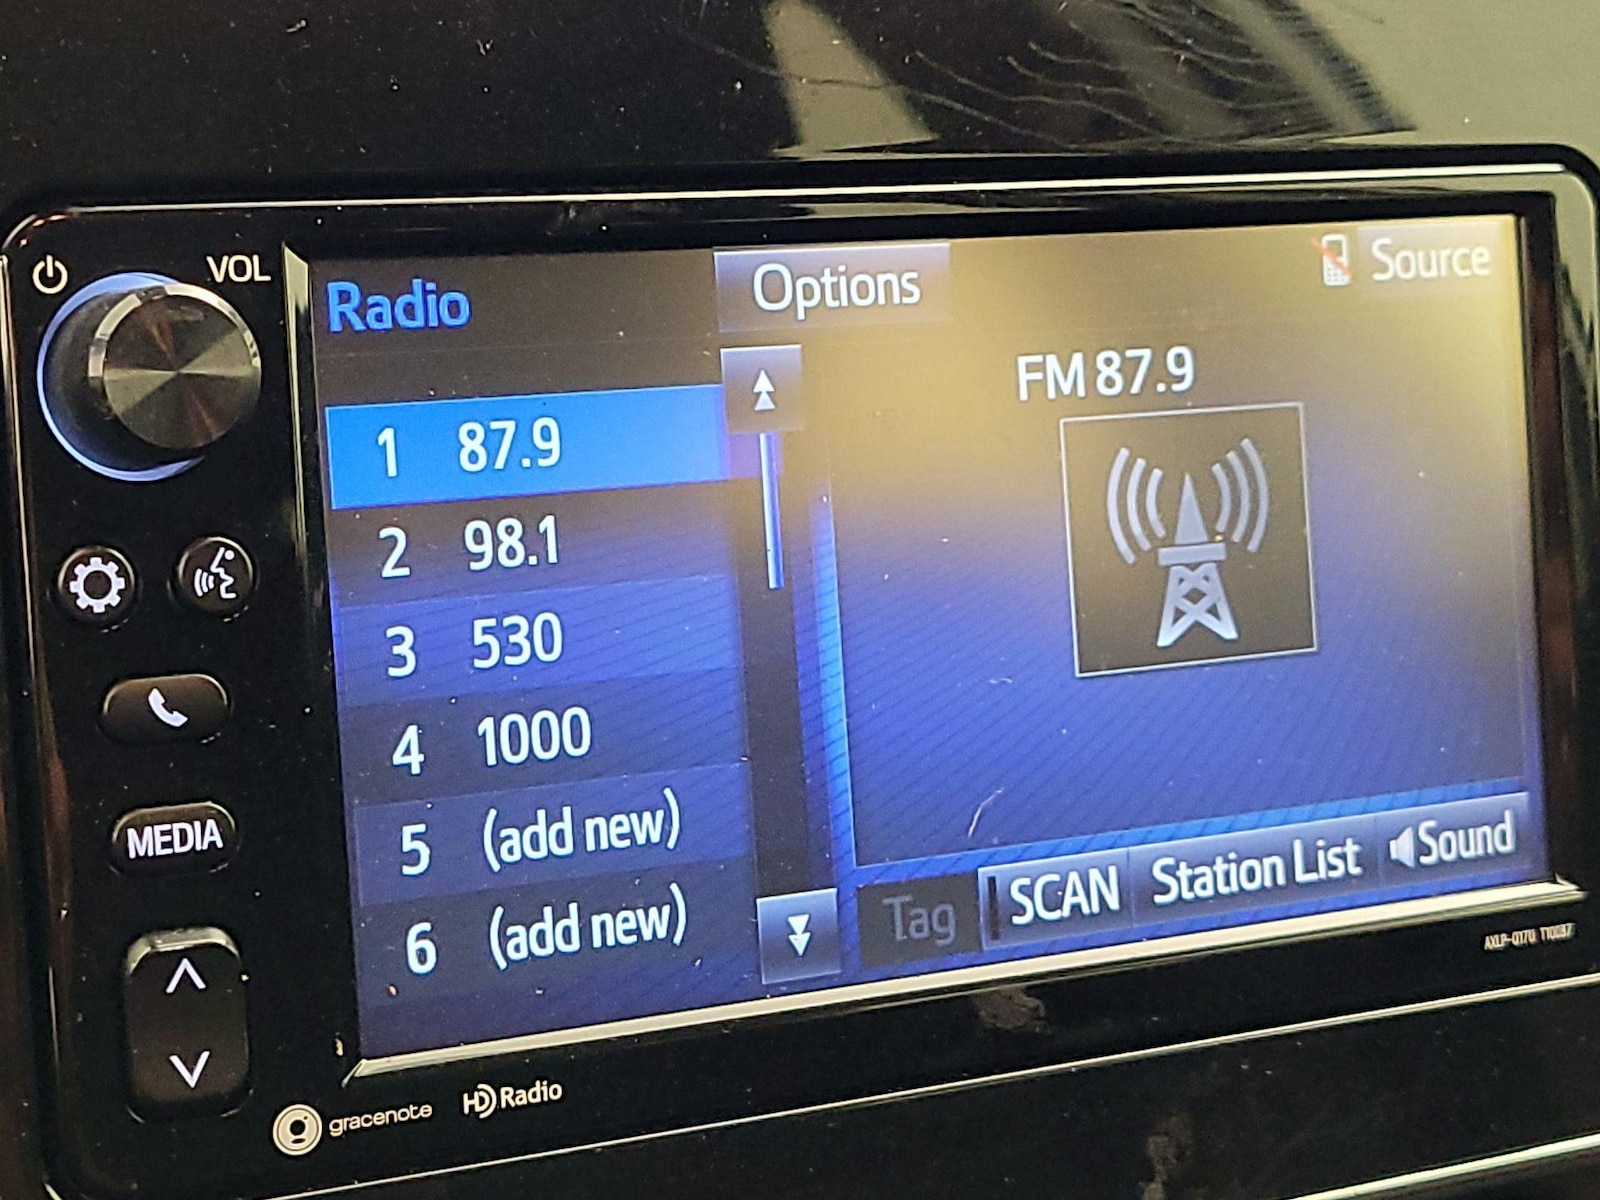 VOL
Radio
Options
Source
FM 87.9
1 87.9
2 98.1
3 530
4 1000
5 (add new)
6 (add new)
MEDIA
Tag
SCAN
Station List
Sound
gracenote
HD Radio